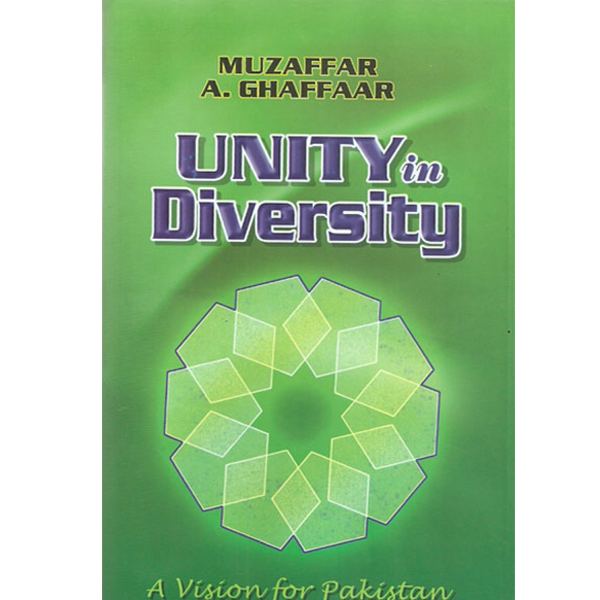 MUZAFFAR
A. GHAFFAAR
UNITY in
Diversity
A Vision for Pakistan